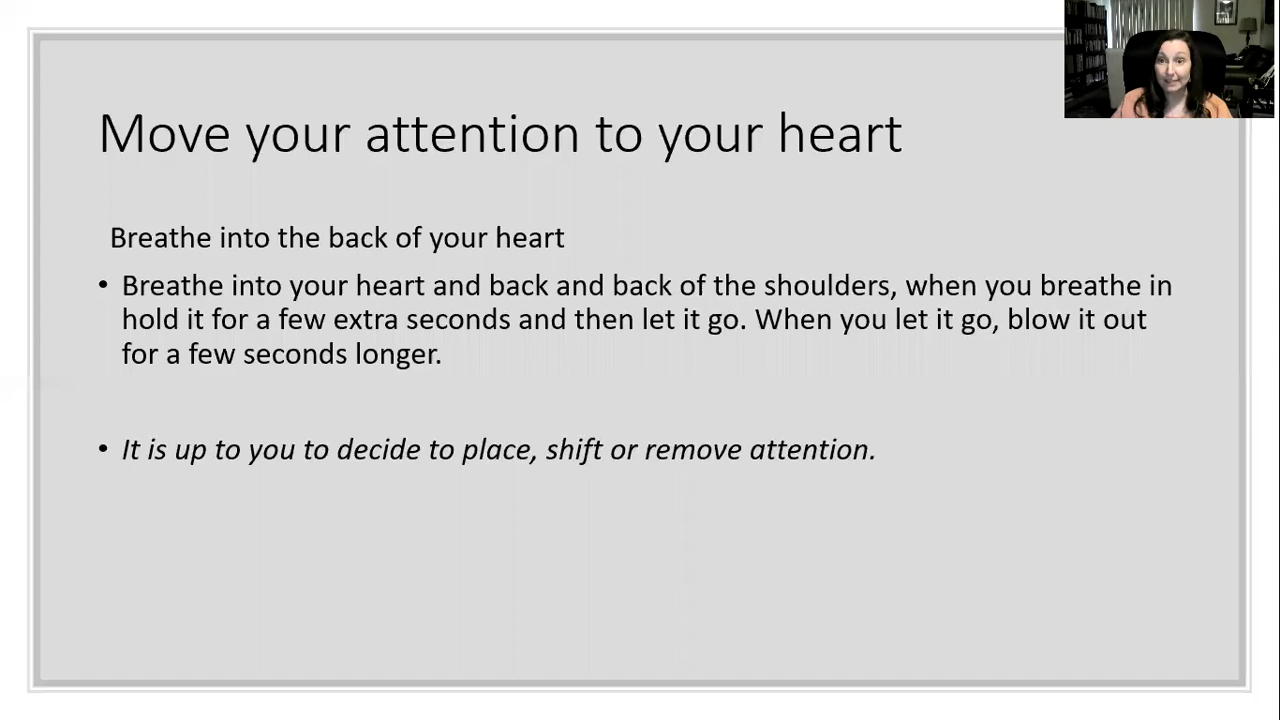 Move your attention to your heart
Breathe into the back of your heart
• Breathe into your heart and back and back of the shoulders, when you breathe in
hold it for a few extra seconds and then let it go. When you let it go, blow it out
for a few seconds longer.
• It is up to you to decide to place, shift or remove attention.